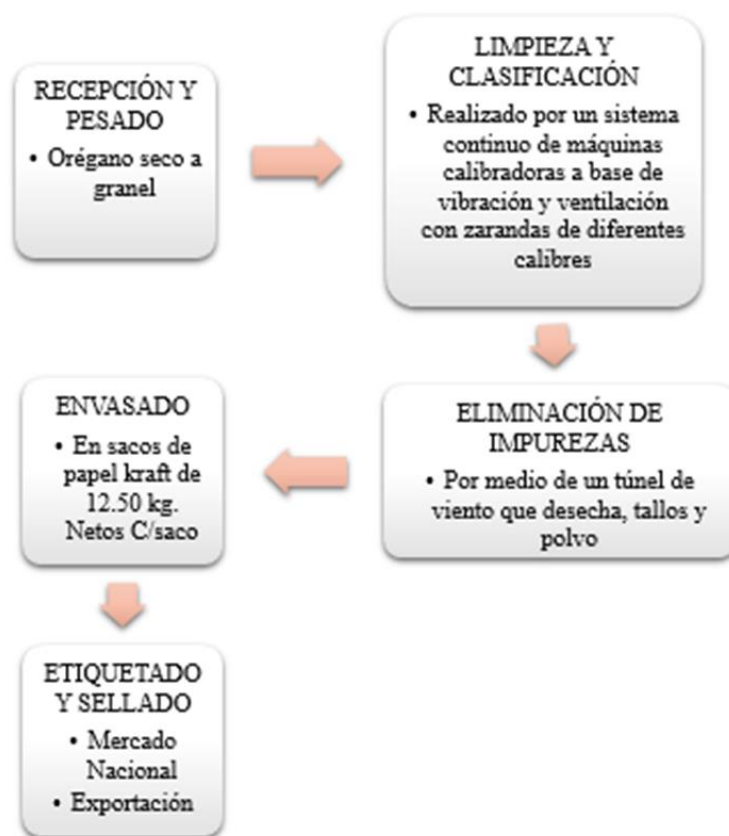 RECEPCIÓN Y
PESADO
• Orégano seco a
granel
LIMPIEZA Y
CLASIFICACIÓN
• Realizado por un sistema
continuo de máquinas
calibradoras a base de
vibración y ventilación
con zarandas de diferentes
calibres
ELIMINACIÓN DE
IMPUREZAS
• Por medio de un túnel de
viento que desecha, tallos y
polvo
ENVASADO
• En sacos de
papel kraft de
12.50 kg.
Netos C/saco
ETIQUETADO
Y SELLADO
• Mercado
Nacional
• Exportación